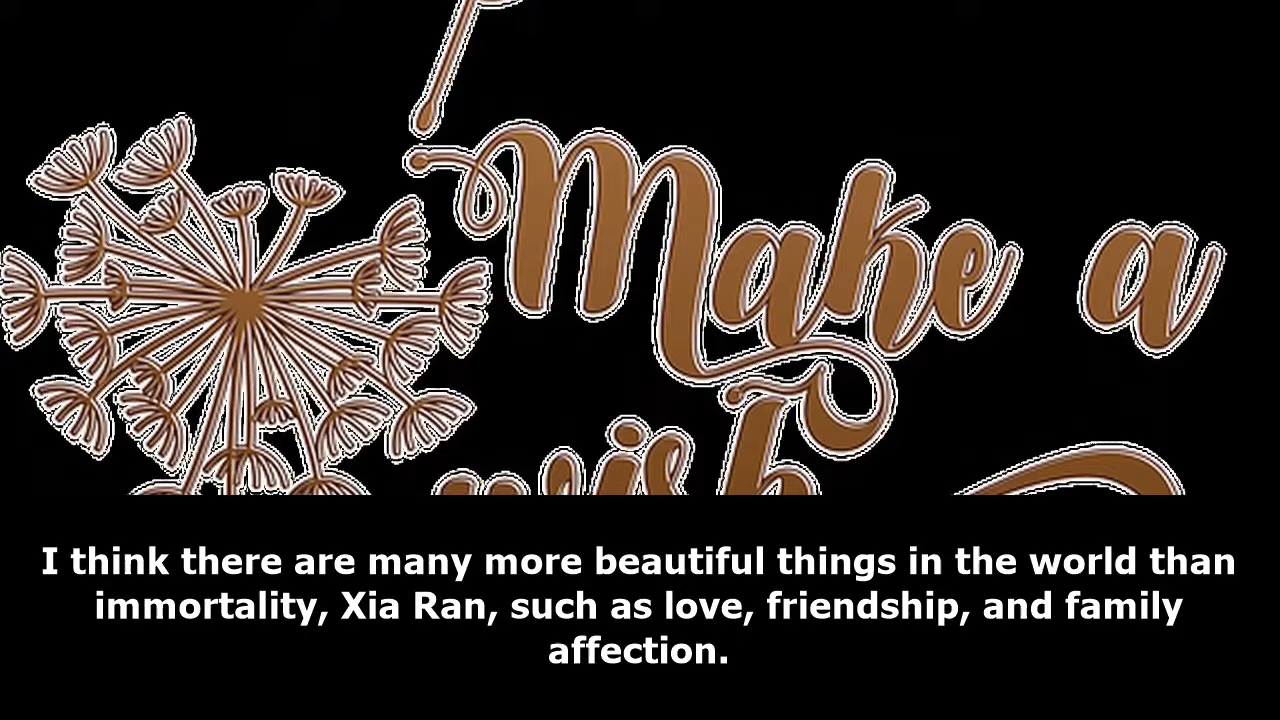 Make a
wish
I think there are many more beautiful things in the world than
immortality, Xia Ran, such as love, friendship, and family
affection.